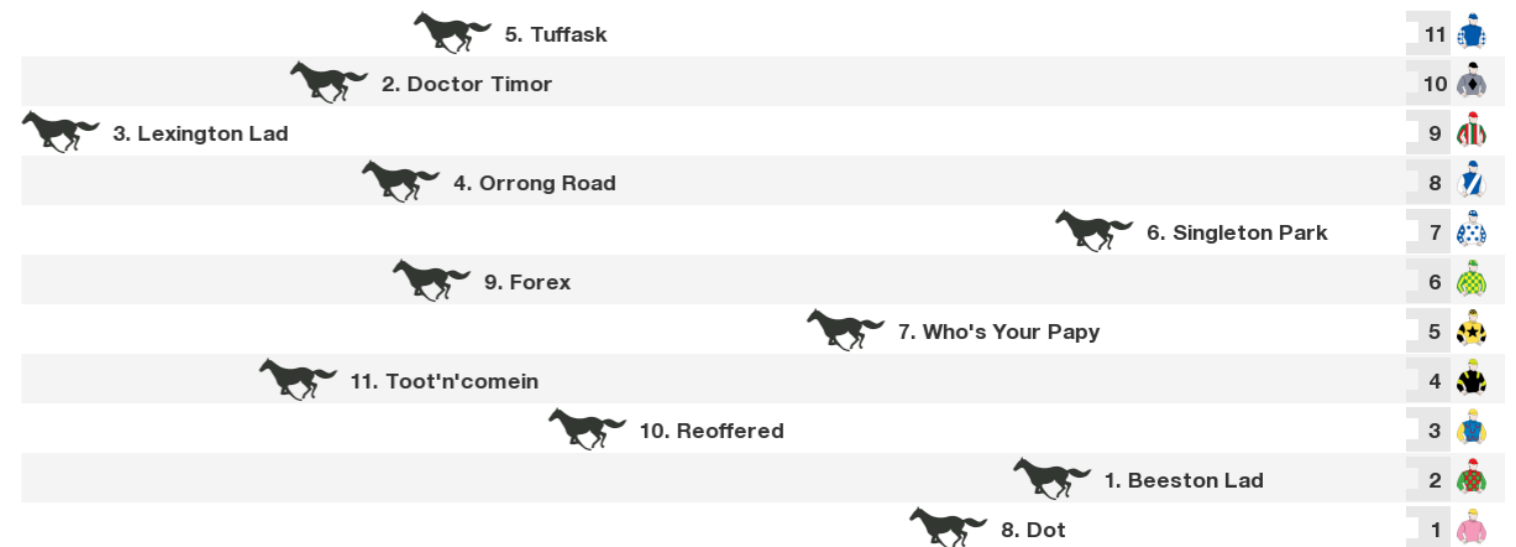 5. Tuffask 11
2. Doctor Timor 10
3. Lexington Lad 9
4. Orrong Road 8
6. Singleton Park 7
9. Forex 6
7. Who's Your Papy 5
11. Toot'n'comein 4
10. Reoffered 3
1. Beeston Lad 2
8. Dot 1